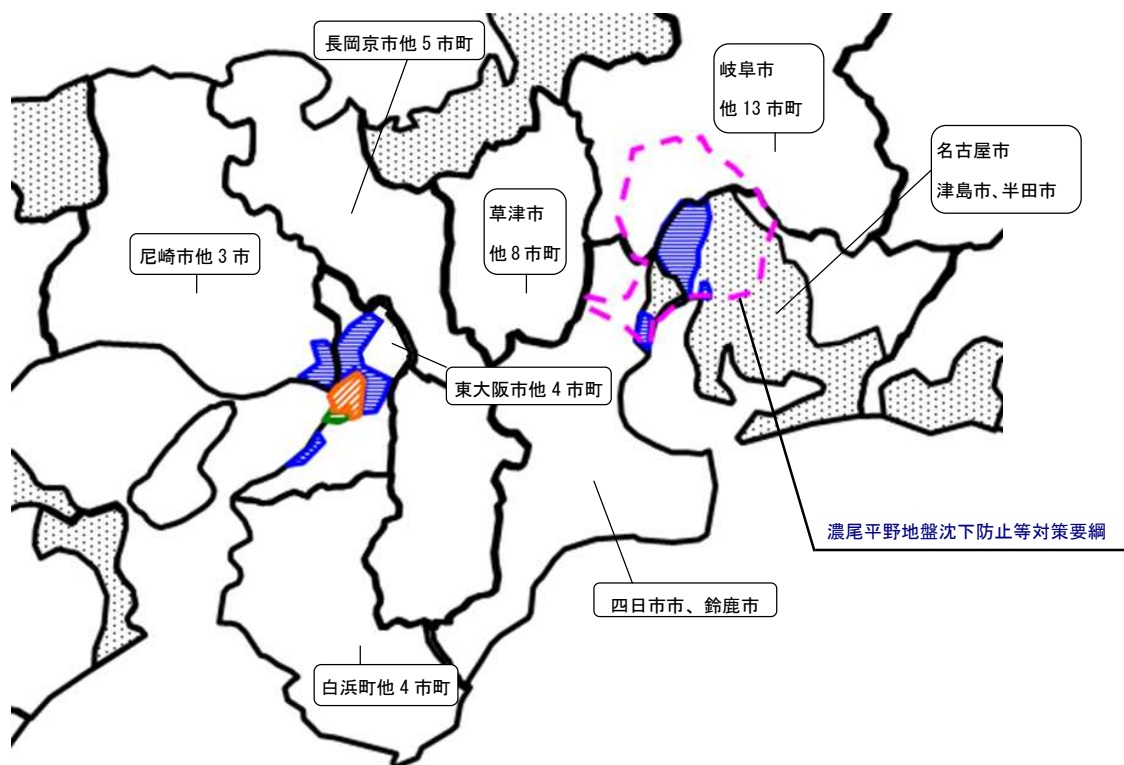 長岡京市他５市町
岐阜市
他 13 市町
名古屋市
津島市、半田市
草津市
他 8 市町
尼崎市他 3 市
東大阪市他 4 市町
濃尾平野地盤沈下防止等対策要綱
四日市市、鈴鹿市
白浜町他 4 市町